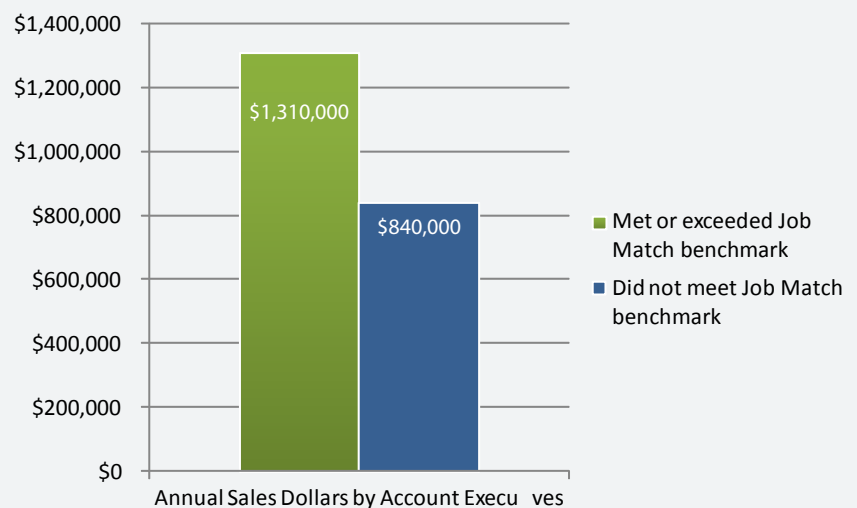 $1,400,000
$1,200,000
$1,000,000
$800,000
$600,000
$400,000
$200,000
$0
$1,310,000
$840,000
Annual Sales Dollars by Account Execu ves
Met or exceeded Job
Match benchmark
Did not meet Job Match
benchmark